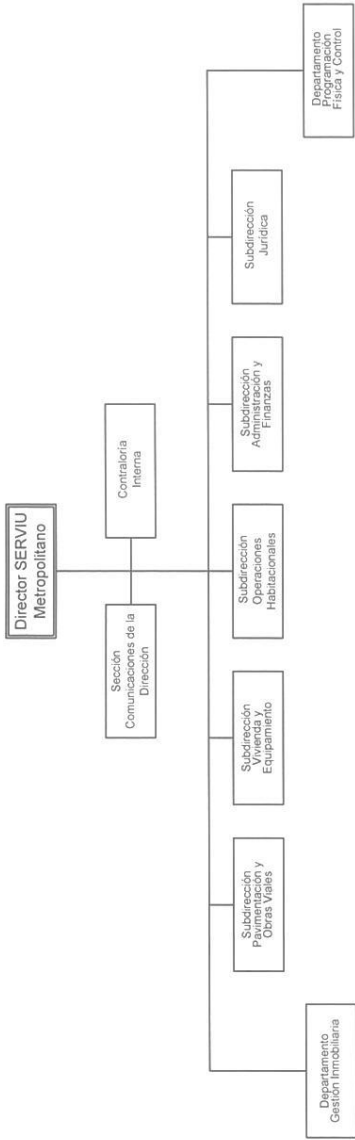 Director SERVIU
Metropolitano
Sección
Comunicaciones de la
Dirección
Contraloría
Interna
Departamento
Gestión Inmobiliaria
Subdirección
Pavimentación y
Obras Viales
Subdirección
Vivienda y
Equipamiento
Subdirección
Operaciones
Habitacionales
Subdirección
Administración y
Finanzas
Subdirección
Jurídica
Departamento
Programación
Física y Control